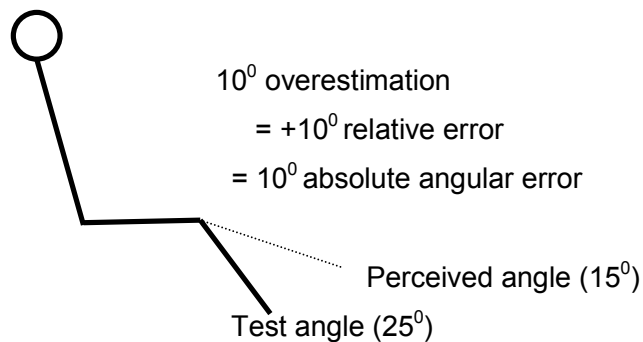 10⁰ overestimation
= +10⁰ relative error
= 10⁰ absolute angular error
Perceived angle (15⁰)
Test angle (25⁰)